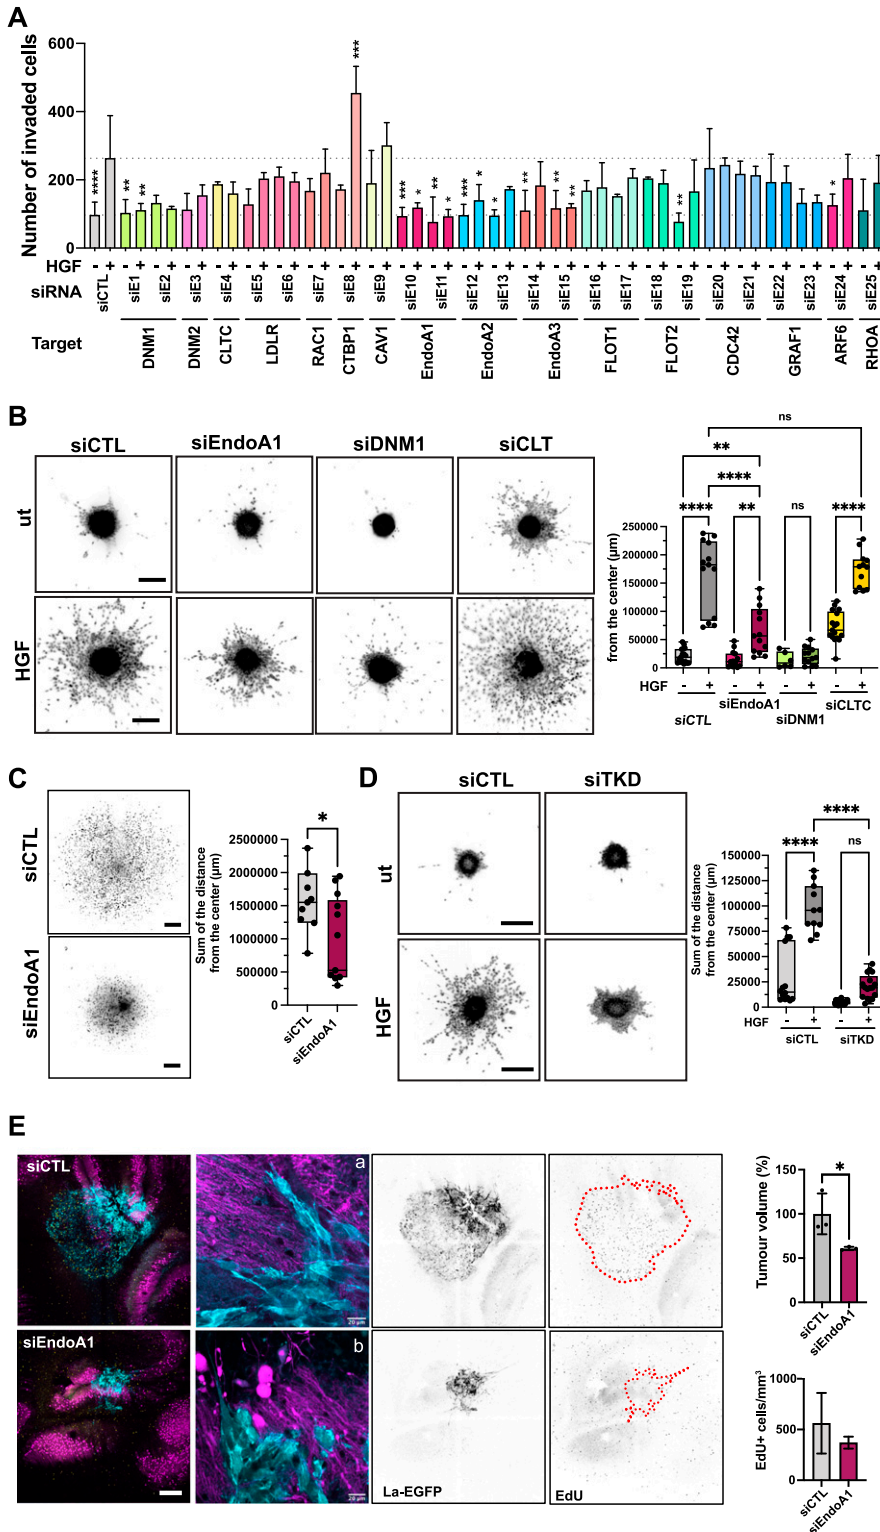 A
Number of invaded cells
600
400
200
0
**** ** ** *** *** * ** * *** * * ** ** ** ** *
HGF - + - + - + - + - + - + - + - + - + - + - + - + - + - + - + - + - + - + - + - +
siRNA siCTL siE1 siE2 siE3 siE4 siE5 siE6 siE7 siE8 siE9 siE10 siE11 siE12 siE13 siE14 siE15 siE16 siE17 siE18 siE19 siE20 siE21 siE22 siE23 siE24 siE25
Target DNM1 DNM2 CLTC LDLR RAC1 CTBP1 CAV1 EndoA1 EndoA2 EndoA3 FLOT1 FLOT2 CDC42 GRAF1 ARF6 RHOA
B
siCTL siEndoA1 siDNM1 siCLT
ut
HGF
ns
**
****
**** ** ns ****
from the center (µm)
250000
200000
150000
100000
50000
0
HGF - + - + - + - +
siCTL siEndoA1 siDNM1 siCLTC
C
siCTL
siEndoA1
*
Sum of the distance
from the center (µm)
2500000
2000000
1500000
1000000
500000
0
siCTL siEndoA1
D
siCTL siTKD
ut
HGF
****
**** ns
Sum of the distance
from the center (µm)
150000
125000
100000
75000
50000
25000
0
HGF - + - +
siCTL siTKD
E
siCTL
a
20 µm
siEndoA1
b
20 µm
La-EGFP
EdU
*
Tumour volume (%)
150
100
50
0
siCTL siEndoA1
EdU+ cells/mm³
1000
500
0
siCTL siEndoA1